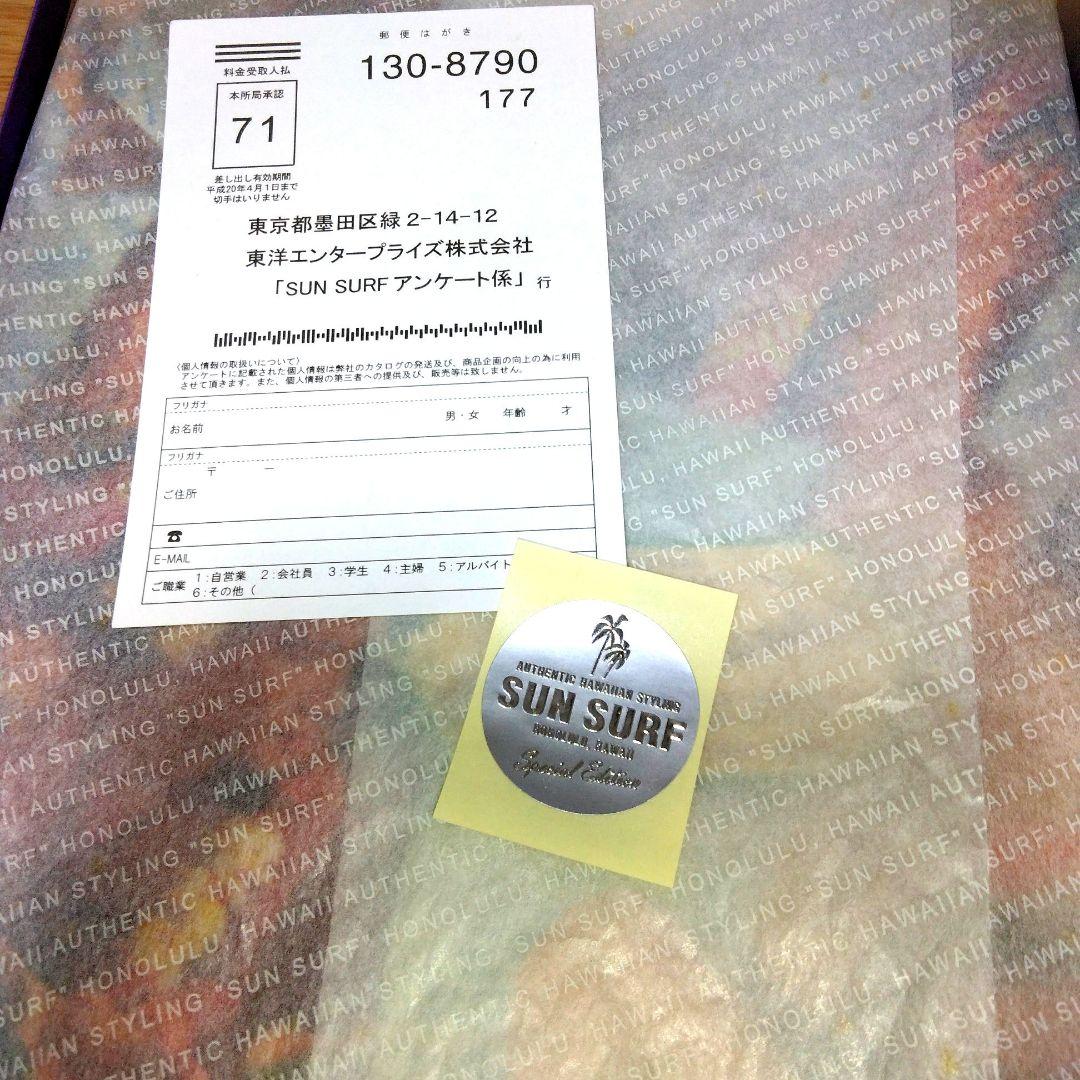 郵便はがき
料金受取人払
本所局承認
71
差し出し有効期間
平成20年4月1日まで
切手はいりません
130-8790
177
東京都墨田区緑2-14-12
東洋エンタープライズ株式会社
「SUN SURFアンケート係」行
〈個人情報の取扱いについて〉
アンケートに記載された個人情報は弊社のカタログの発送及び、商品企画の向上の為に利用
させて頂きます。また、個人情報の第三者への提供及び、販売等は致しません。
フリガナ
お名前 男・女 年齢 才
フリガナ
〒 －
ご住所
☎
E-MAIL
ご職業 1:自営業 2:会社員 3:学生 4:主婦 5:アルバイト
6:その他（
AUTHENTIC HAWAIIAN STYLING
SUN SURF
HONOLULU, HAWAII
Special Edition
AUTHENTIC HAWAIIAN STYLING "SUN SURF" HONOLULU, HAWAII